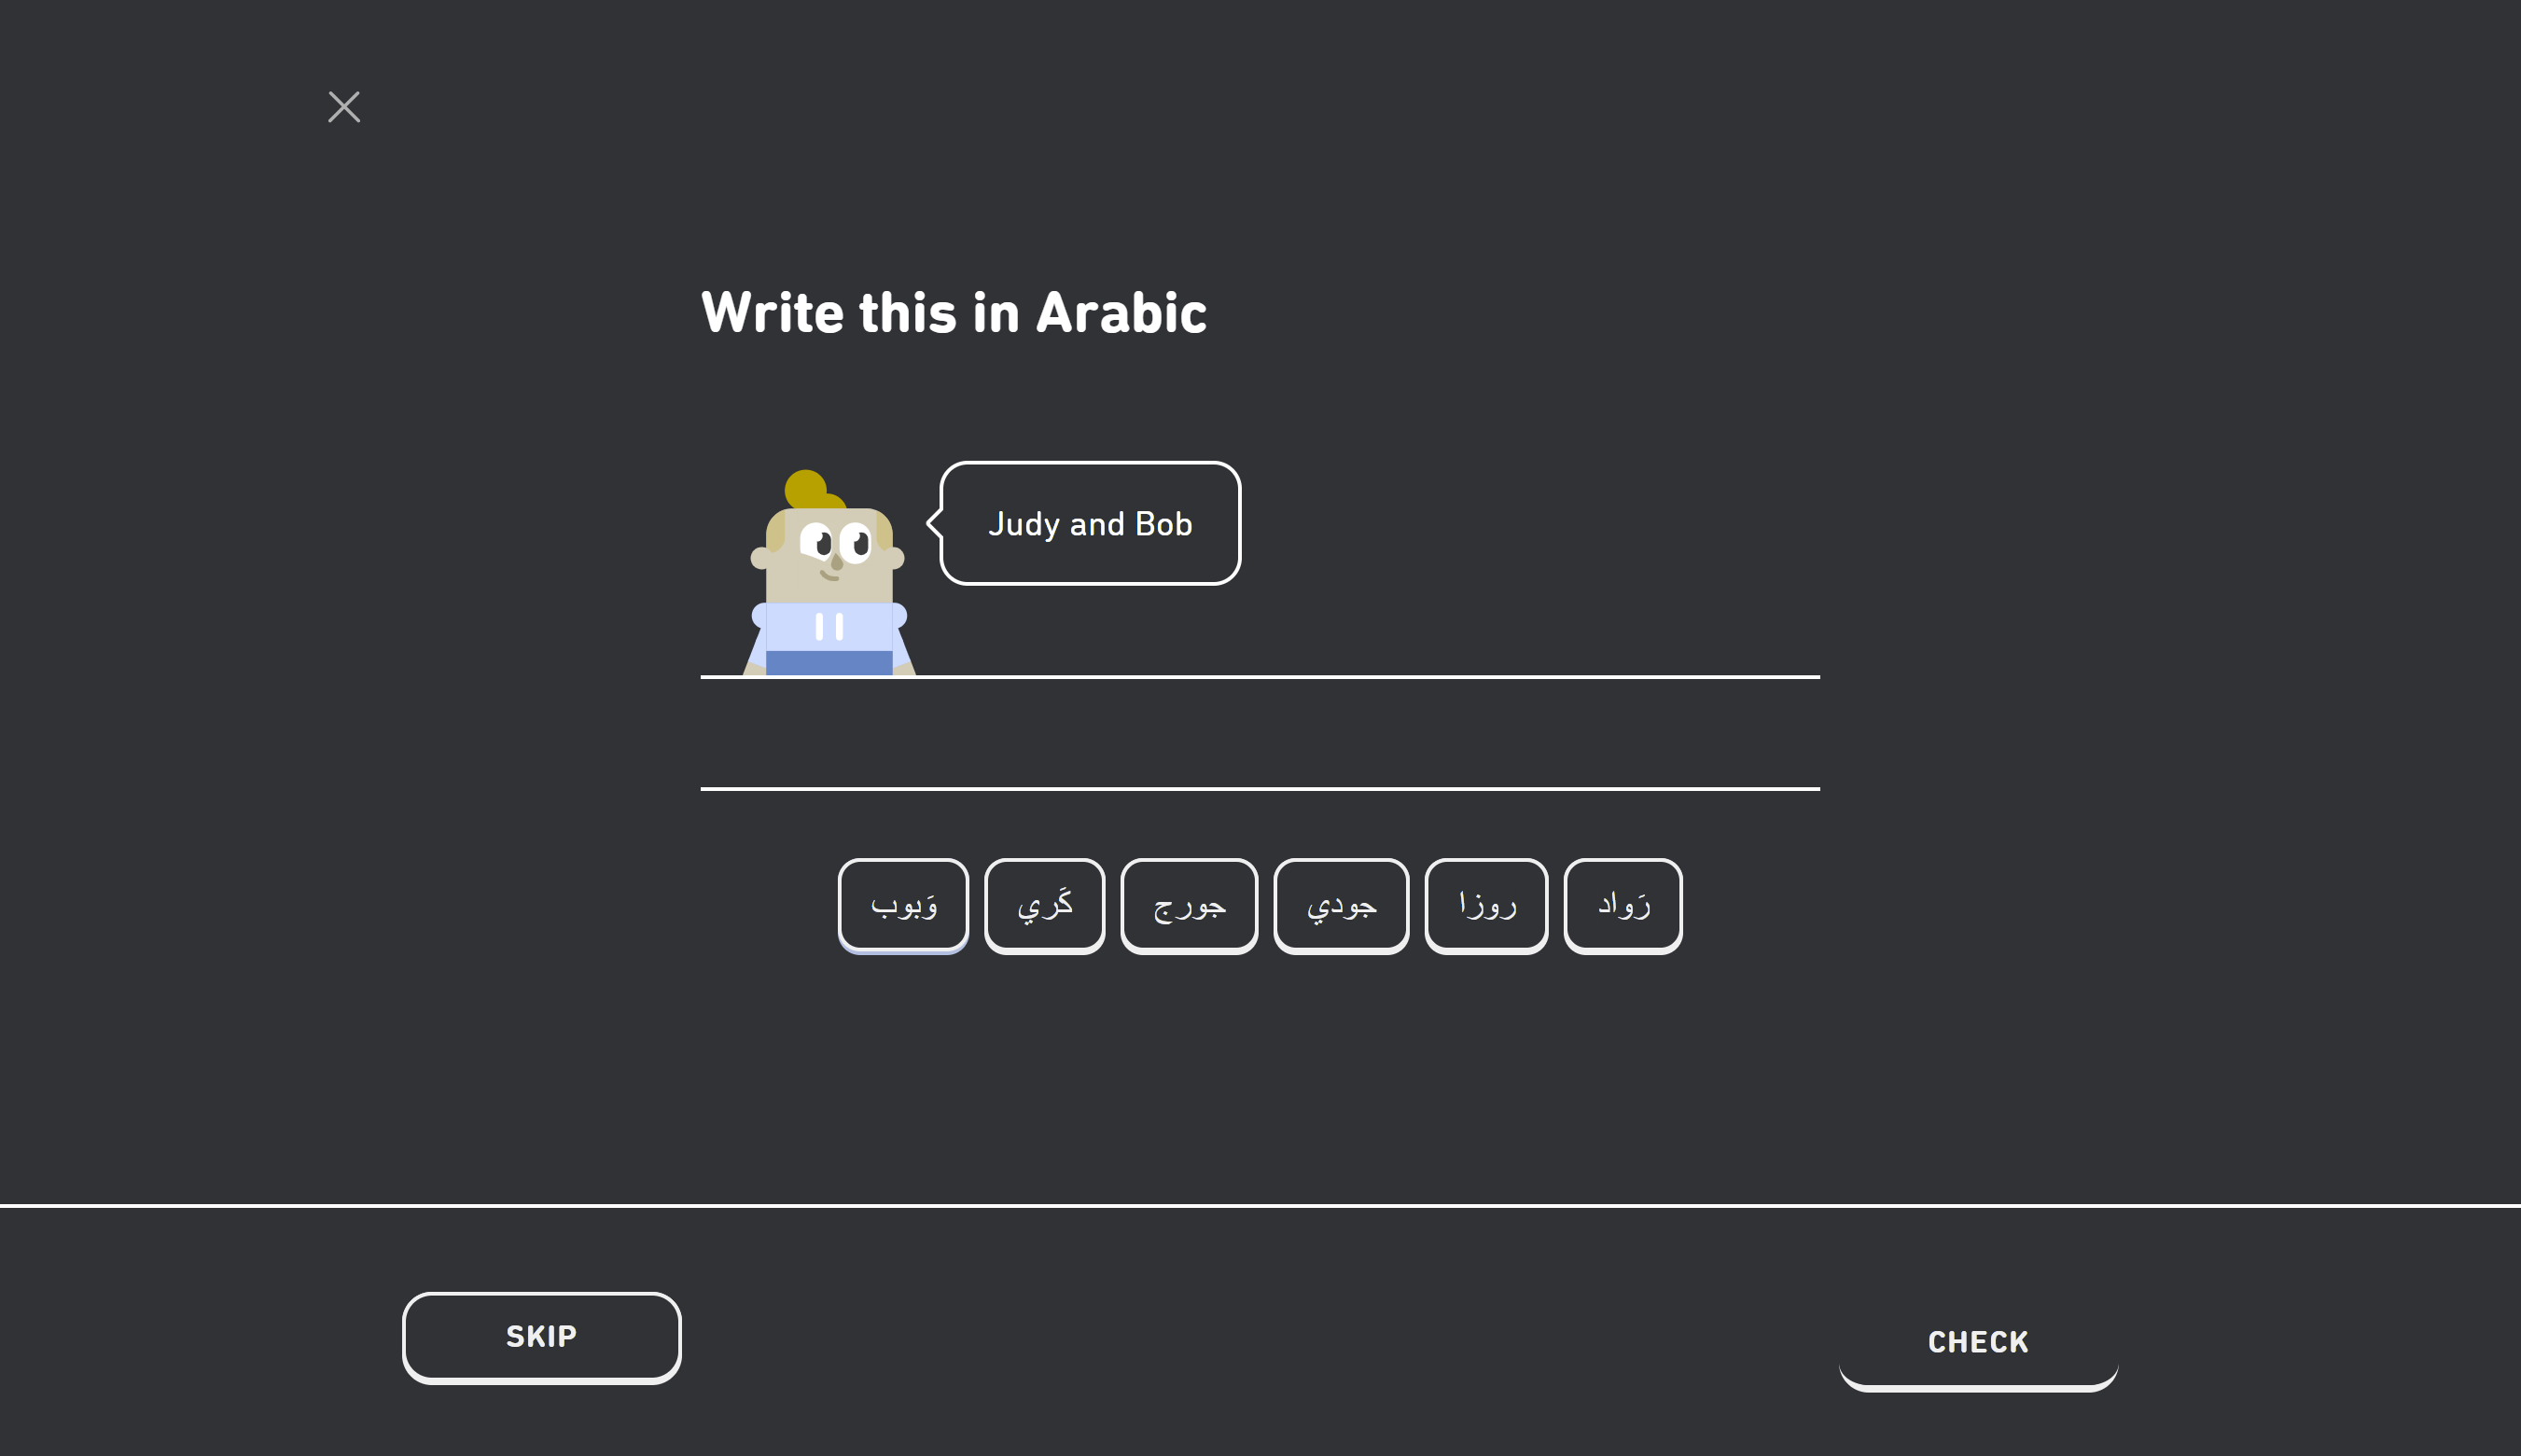 Write this in Arabic
Judy and Bob
وَبوب
كَري
جورج
جودي
روزا
رَواد
SKIP
CHECK